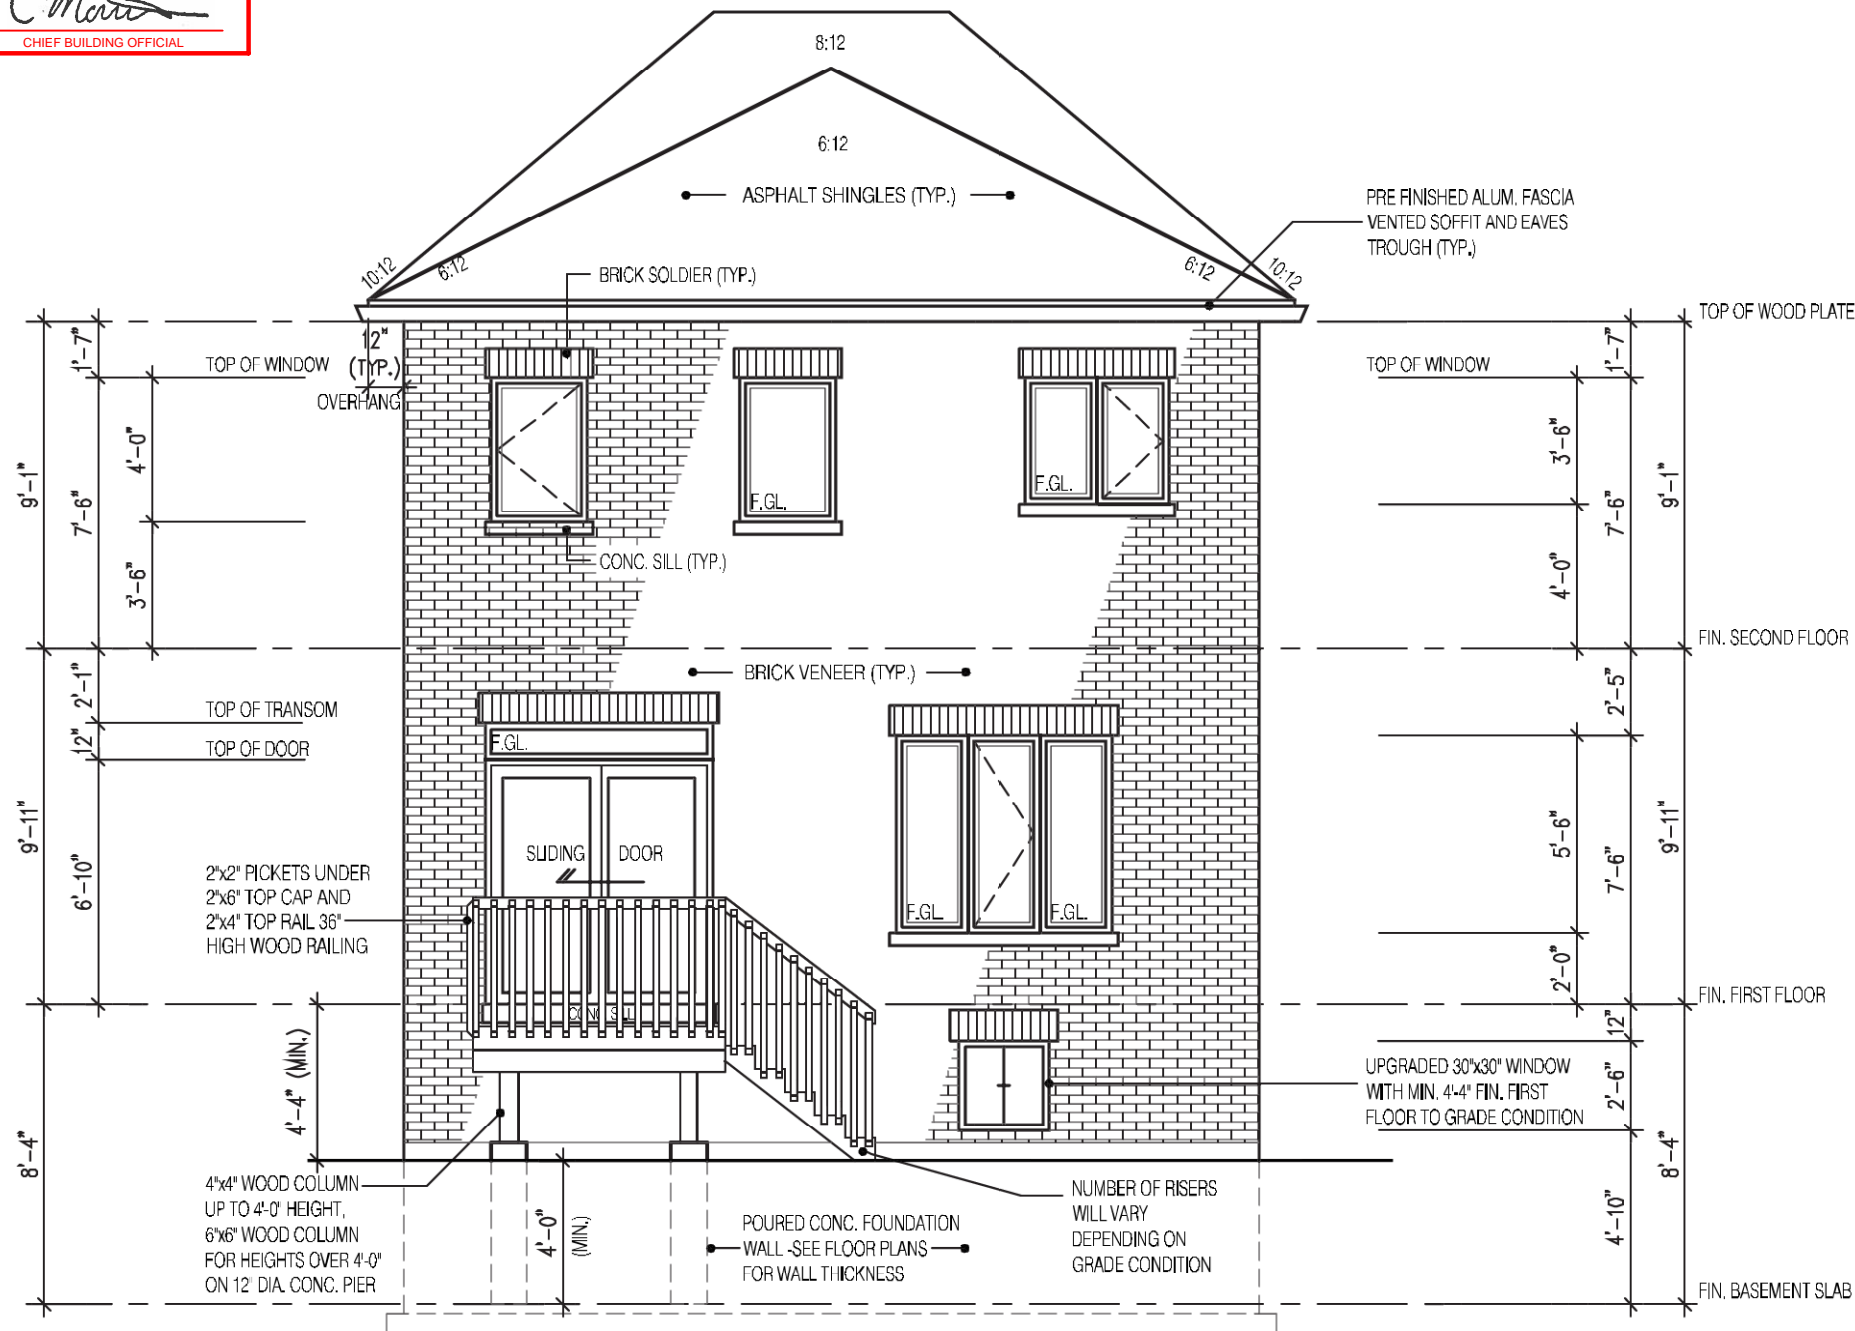 CHIEF BUILDING OFFICIAL
8:12
6:12
ASPHALT SHINGLES (TYP.)
PRE FINISHED ALUM. FASCIA
VENTED SOFFIT AND EAVES
TROUGH (TYP.)
10:12
6:12
6:12
10:12
BRICK SOLDIER (TYP.)
TOP OF WOOD PLATE
1'-7"
12"
(TYP.)
OVERHANG
TOP OF WINDOW
TOP OF WINDOW
1'-7"
9'-1"
7'-6"
4'-0"
3'-6"
F.GL.
F.GL.
CONC. SILL (TYP.)
3'-6"
4'-0"
7'-6"
9'-1"
FIN. SECOND FLOOR
BRICK VENEER (TYP.)
2'-1"
TOP OF TRANSOM
12"
TOP OF DOOR
F.GL.
2'-5"
9'-11"
6'-10"
SLIDING DOOR
F.GL.
F.GL.
5'-6"
7'-6"
9'-11"
2"x2" PICKETS UNDER
2"x6" TOP CAP AND
2"x4" TOP RAIL 36"
HIGH WOOD RAILING
2'-0"
FIN. FIRST FLOOR
CONC. SILL
12"
4'-4" (MIN.)
UPGRADED 30"x30" WINDOW
WITH MIN. 4'-4" FIN. FIRST
FLOOR TO GRADE CONDITION
2'-6"
8'-4"
8'-4"
4"x4" WOOD COLUMN
UP TO 4'-0" HEIGHT,
6"x6" WOOD COLUMN
FOR HEIGHTS OVER 4'-0"
ON 12" DIA. CONC. PIER
4'-0"
(MIN.)
POURED CONC. FOUNDATION
WALL -SEE FLOOR PLANS
FOR WALL THICKNESS
NUMBER OF RISERS
WILL VARY
DEPENDING ON
GRADE CONDITION
4'-10"
FIN. BASEMENT SLAB